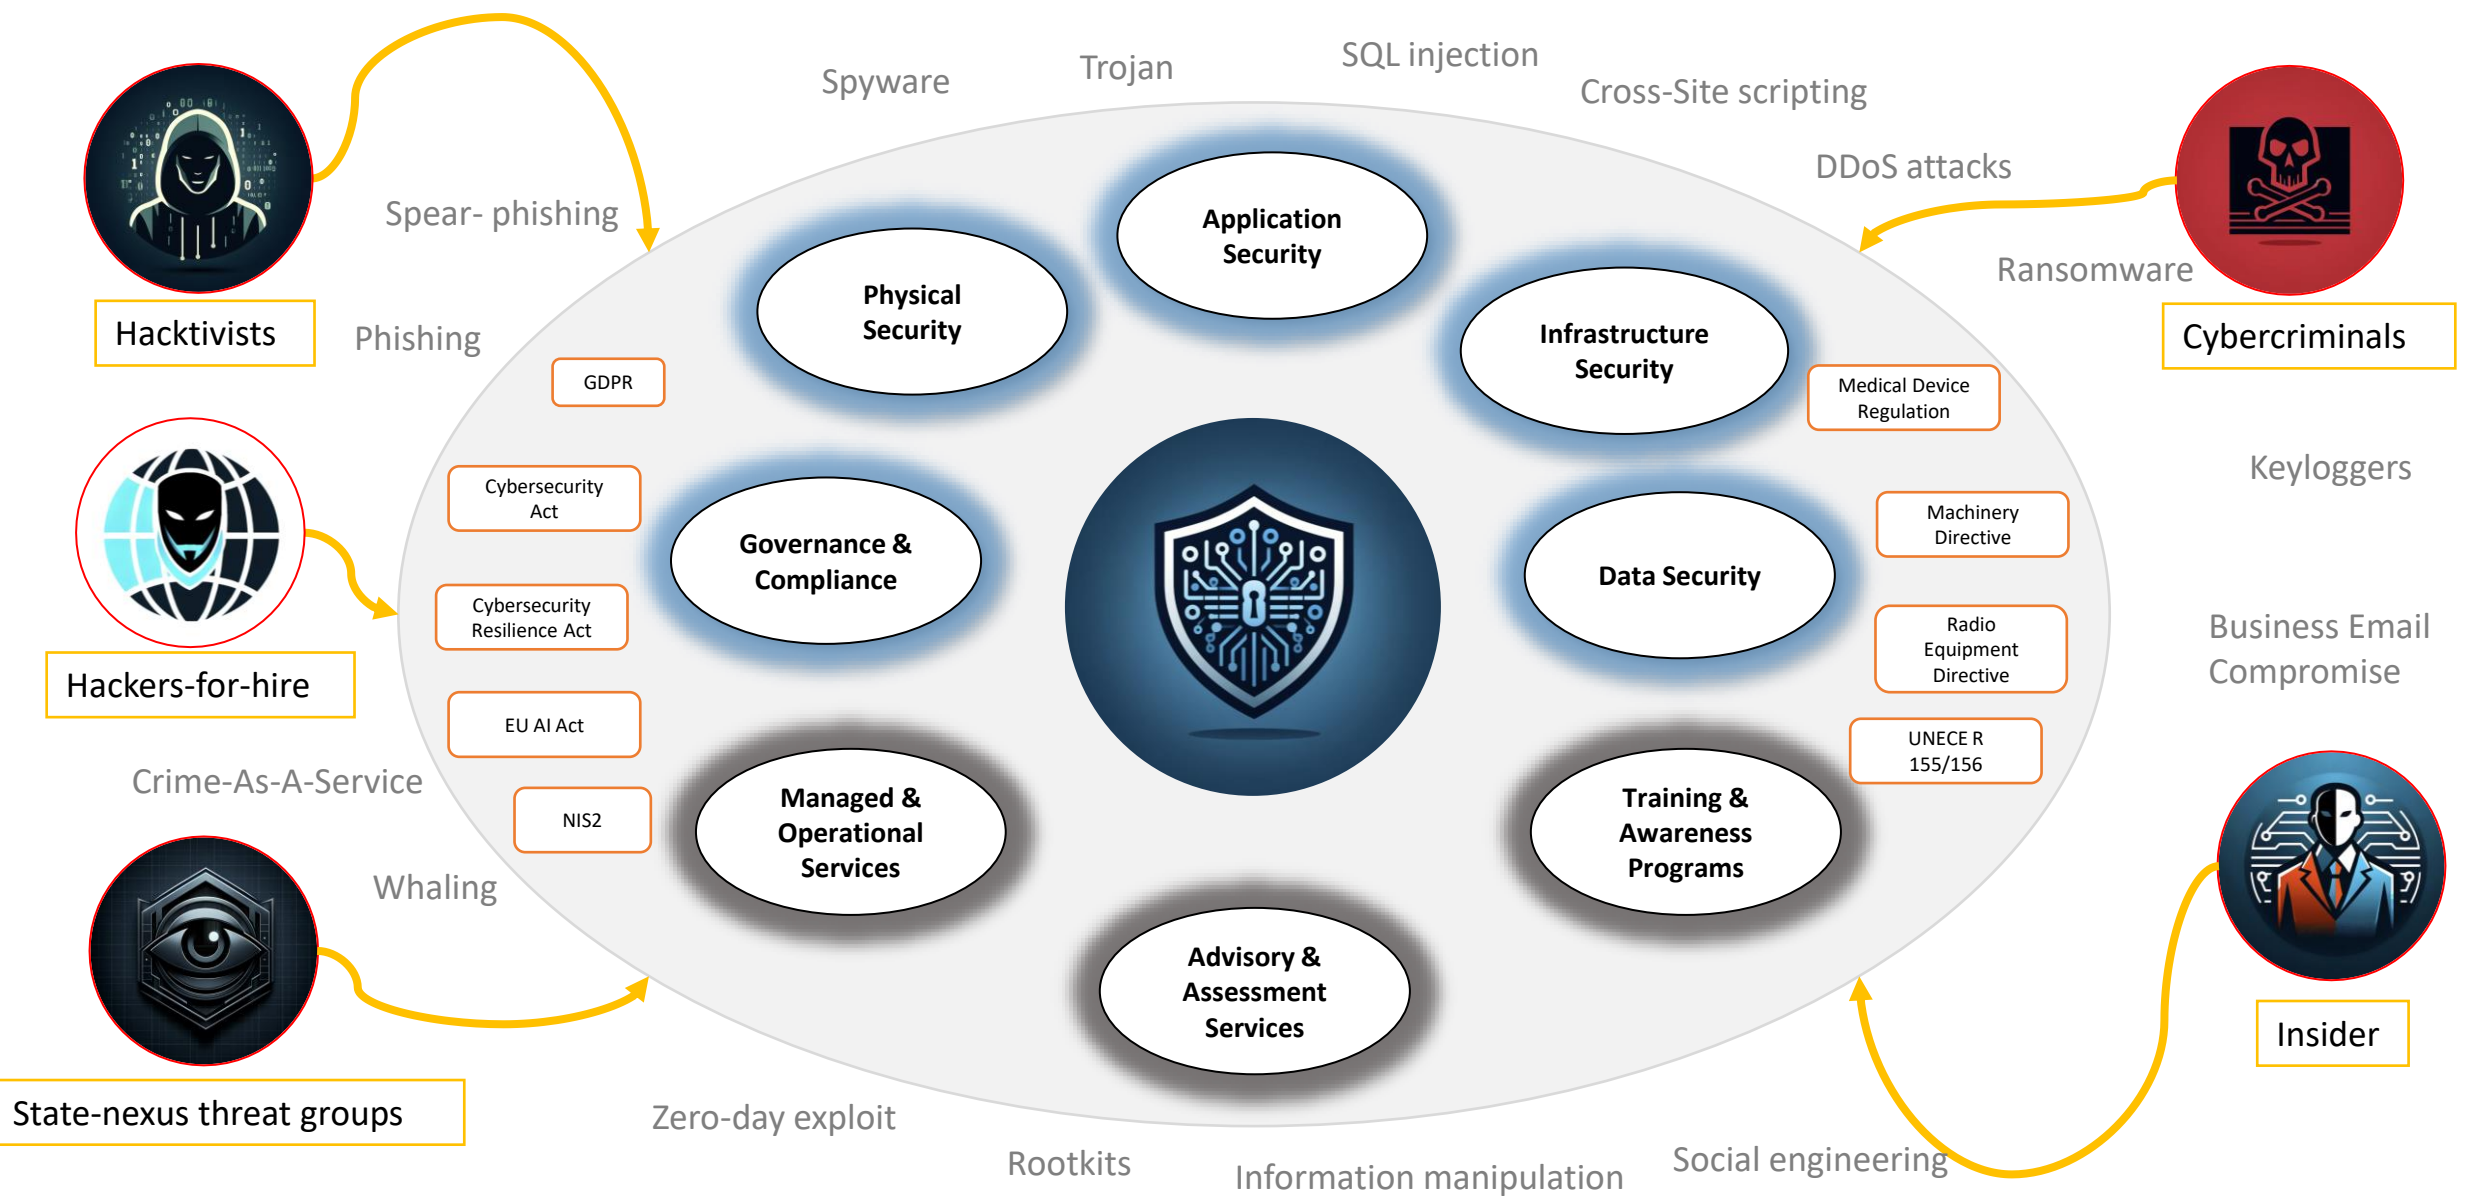 SQL injection
Trojan
Spyware
Cross-Site scripting
DDoS attacks
Spear- phishing
Application
Security
Physical
Security
Ransomware
Hacktivists
Phishing
Infrastructure
Security
Cybercriminals
GDPR
Medical Device
Regulation
Keyloggers
Cybersecurity
Act
Machinery
Directive
Governance &
Compliance
Data Security
Cybersecurity
Resilience Act
Radio
Equipment
Directive
Business Email
Compromise
Hackers-for-hire
EU AI Act
UNECE R
155/156
Crime-As-A-Service
NIS2
Managed &
Operational
Services
Training &
Awareness
Programs
Whaling
Advisory &
Assessment
Services
Insider
State-nexus threat groups
Zero-day exploit
Rootkits
Information manipulation
Social engineering